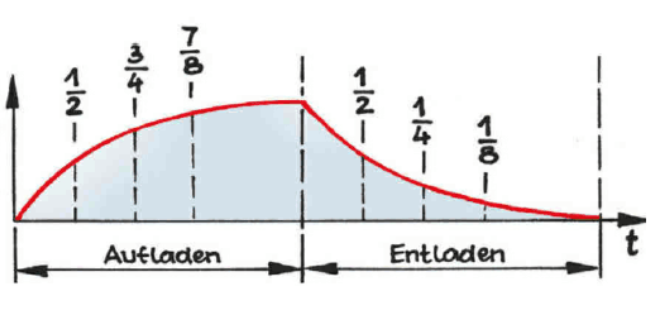 1/2
3/4
7/8
1/2
1/4
1/8
t
Aufladen
Entladen